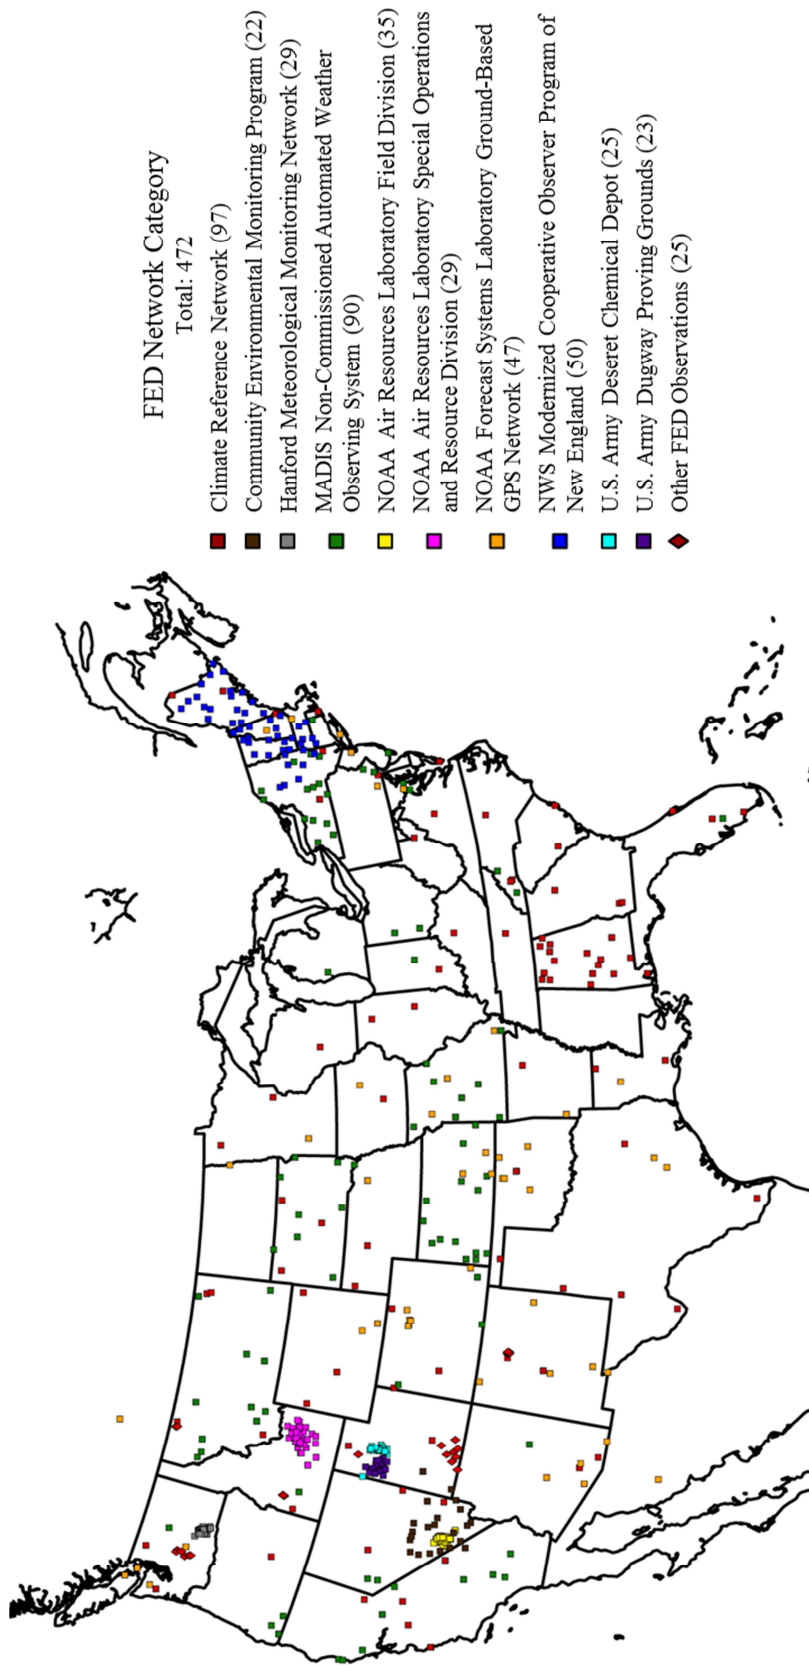 FED Network Category
Total: 472
Climate Reference Network (97)
Community Environmental Monitoring Program (22)
Hanford Meteorological Monitoring Network (29)
MADIS Non-Commissioned Automated Weather
Observing System (90)
NOAA Air Resources Laboratory Field Division (35)
NOAA Air Resources Laboratory Special Operations
and Resource Division (29)
NOAA Forecast Systems Laboratory Ground-Based
GPS Network (47)
NWS Modernized Cooperative Observer Program of
New England (50)
U.S. Army Deseret Chemical Depot (25)
U.S. Army Dugway Proving Grounds (23)
Other FED Observations (25)